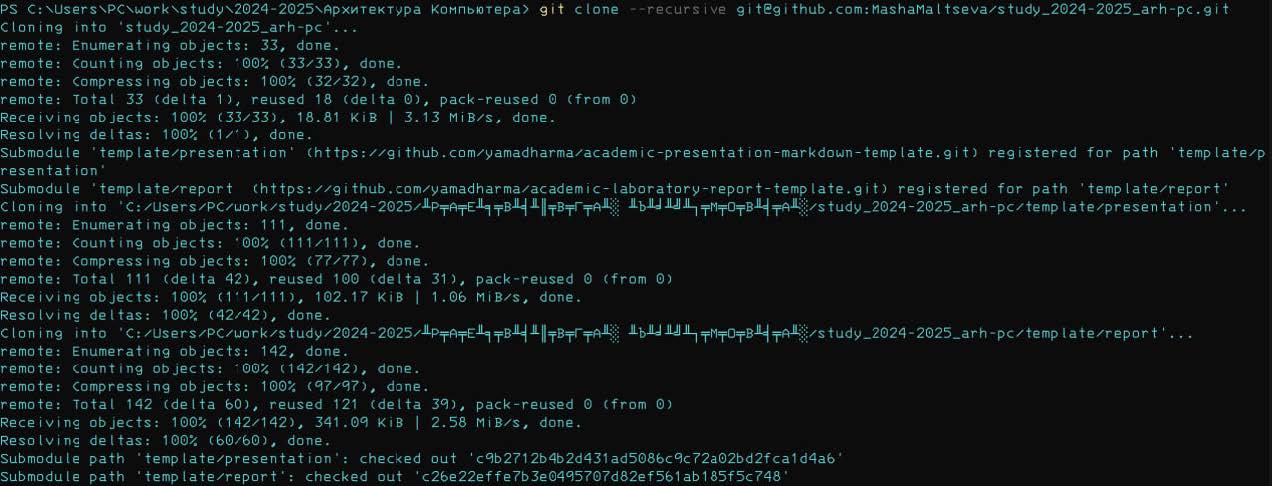 PS C:\Users\PC\work\study\2024-2025\Архитектура Компьютера> git clone --recursive git@github.com:MashaMaltseva/study_2024-2025_arh-pc.git
Cloning into 'study_2024-2025_arh-pc'...
remote: Enumerating objects: 33, done.
remote: Counting objects: 100% (33/33), done.
remote: Compressing objects: 100% (32/32), done.
remote: Total 33 (delta 1), reused 18 (delta 0), pack-reused 0 (from 0)
Receiving objects: 100% (33/33), 18.81 KiB | 3.13 MiB/s, done.
Resolving deltas: 100% (1/1), done.
Submodule 'template/presentation' (https://github.com/yamadharma/academic-presentation-markdown-template.git) registered for path 'template/p
resentation'
Submodule 'template/report' (https://github.com/yamadharma/academic-laboratory-report-template.git) registered for path 'template/report'
Cloning into 'C:/Users/PC/work/study/2024-2025/ /study_2024-2025_arh-pc/template/presentation'...
remote: Enumerating objects: 111, done.
remote: Counting objects: 100% (111/111), done.
remote: Compressing objects: 100% (77/77), done.
remote: Total 111 (delta 42), reused 100 (delta 31), pack-reused 0 (from 0)
Receiving objects: 100% (111/111), 102.17 KiB | 1.06 MiB/s, done.
Resolving deltas: 100% (42/42), done.
Cloning into 'C:/Users/PC/work/study/2024-2025/ /study_2024-2025_arh-pc/template/report'...
remote: Enumerating objects: 142, done.
remote: Counting objects: 100% (142/142), done.
remote: Compressing objects: 100% (97/97), done.
remote: Total 142 (delta 60), reused 121 (delta 39), pack-reused 0 (from 0)
Receiving objects: 100% (142/142), 341.09 KiB | 2.58 MiB/s, done.
Resolving deltas: 100% (60/60), done.
Submodule path 'template/presentation': checked out 'c9b2712b4b2d431ad5086c9c72a02bd2fca1d4a6'
Submodule path 'template/report': checked out 'c26e22effe7b3e0495707d82ef561ab185f5c748'